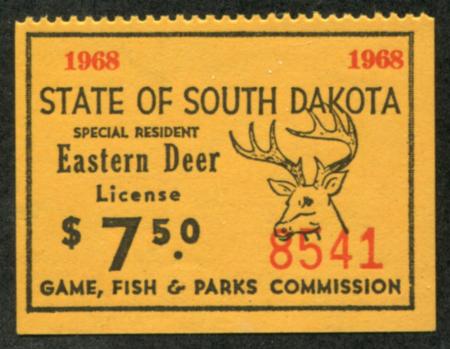 1968 1968
STATE OF SOUTH DAKOTA
SPECIAL RESIDENT
Eastern Deer
License
$ 7.50
8541
GAME, FISH & PARKS COMMISSION